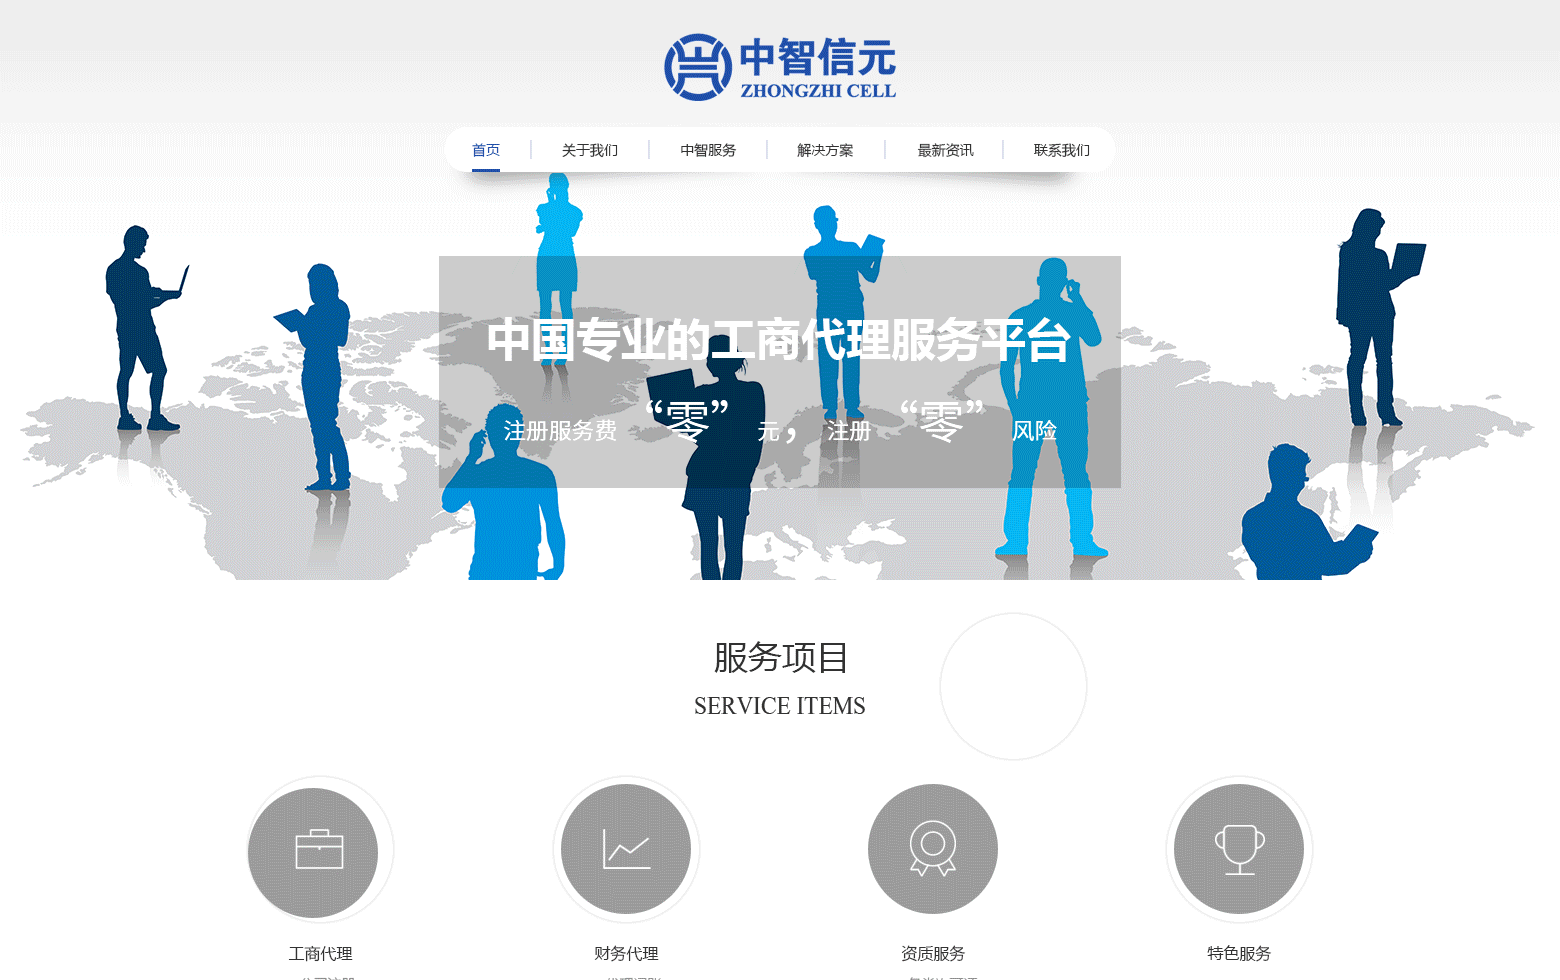 中智信元
ZHONGZHI CELL
首页 关于我们 中智服务 解决方案 最新资讯 联系我们
中国专业的工商代理服务平台
注册服务费 “零” 元， 注册 “零” 风险
服务项目
SERVICE ITEMS
工商代理 财务代理 资质服务 特色服务